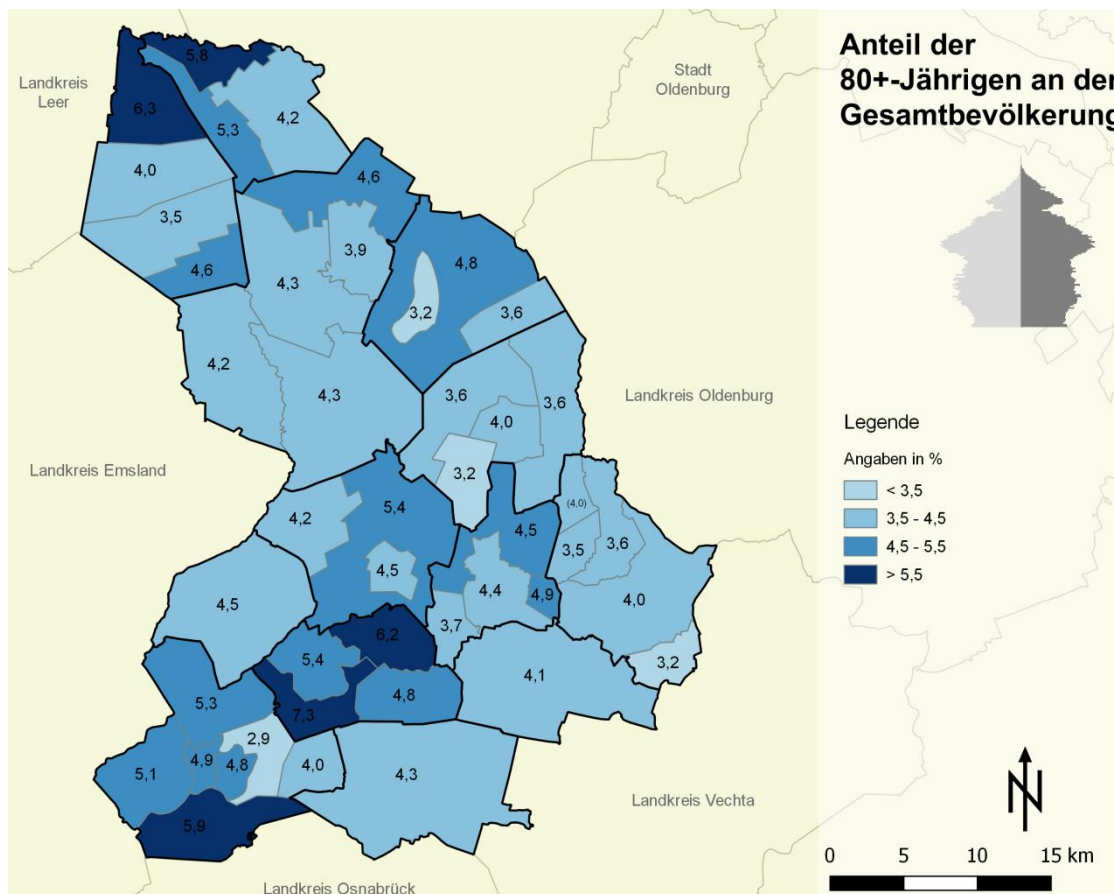 Anteil der
80+-Jährigen an der
Gesamtbevölkerung
Landkreis
Leer
Stadt
Oldenburg
5,8
6,3
5,3
4,2
4,0
4,6
3,5
3,9
4,6
4,3
4,8
3,2
3,6
4,2
4,3
3,6
3,6
4,0
Landkreis Oldenburg
3,2
Landkreis Emsland
5,4
4,2
(4,0)
4,5
3,5
3,6
4,5
4,4
4,9
4,5
4,0
3,7
6,2
5,4
3,2
4,1
4,8
5,3
7,3
2,9
4,9
4,8
4,0
5,1
4,3
5,9
Landkreis Vechta
Landkreis Osnabrück
Legende
Angaben in %
< 3,5
3,5 - 4,5
4,5 - 5,5
> 5,5
N
0 5 10 15 km